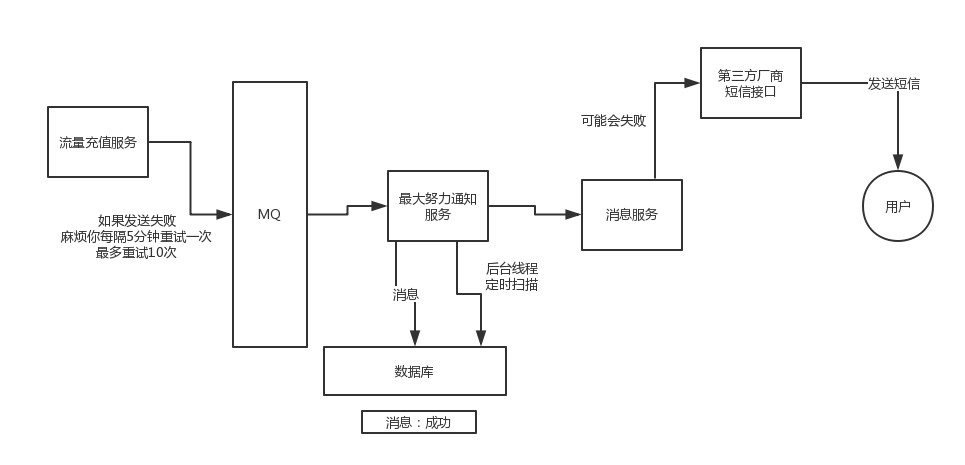 流量充值服务
如果发送失败
麻烦你每隔5分钟重试一次
最多重试10次
MQ
最大努力通知
服务
消息
后台线程
定时扫描
数据库
消息：成功
消息服务
可能会失败
第三方厂商
短信接口
发送短信
用户